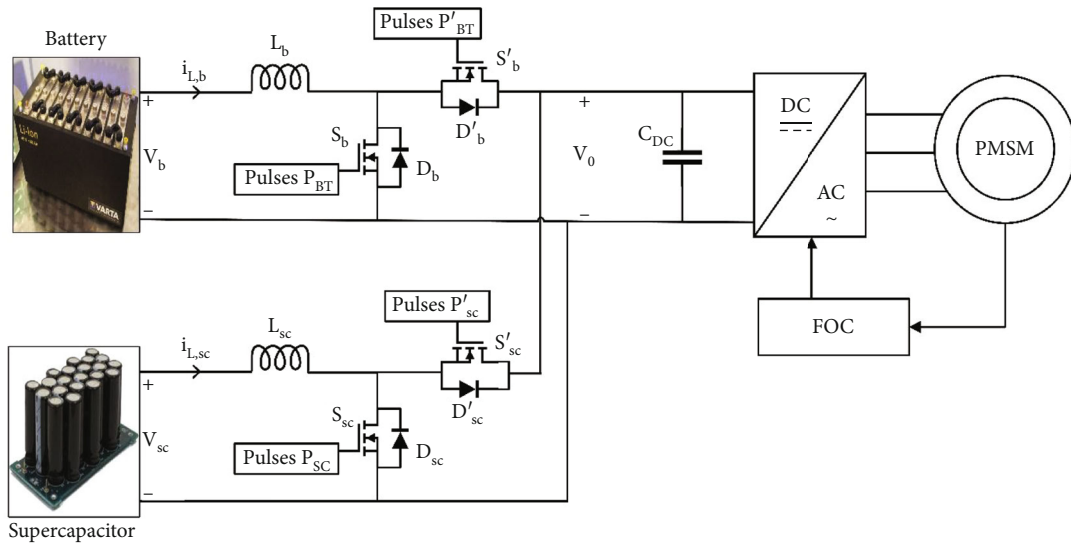 Battery
Pulses P′BT
Lb
iL,b
S′b
D′b
+
Vb
−
Li-ion
VARTA
Sb
Db
Pulses PBT
+
V0
−
CDC
DC
AC
~
PMSM
FOC
Pulses P′sc
Lsc
iL,sc
S′sc
D′sc
+
Vsc
−
Ssc
Dsc
Pulses PSC
Supercapacitor